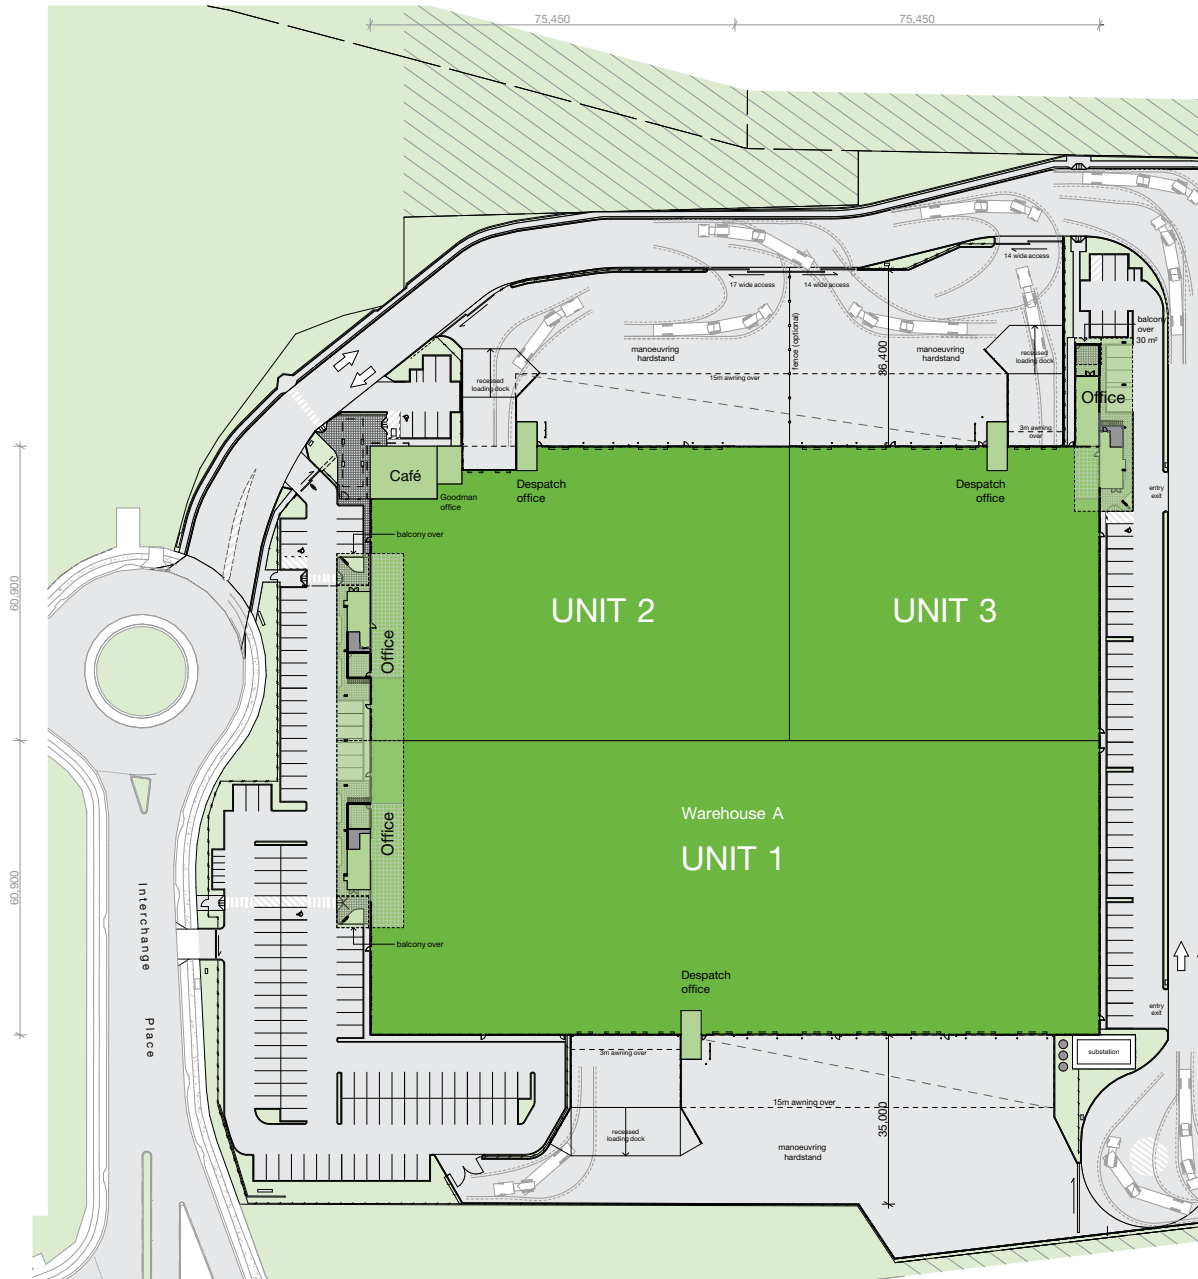 75,450
75,450
14 wide access
17 wide access
14 wide access
balcony
over
30 m²
fence (optional)
36,400
manoeuvring
hardstand
manoeuvring
hardstand
recessed
loading dock
recessed
loading dock
15m awning over
Office
3m awning
over
Café
Goodman
office
Despatch
office
Despatch
office
entry
exit
balcony over
60,900
UNIT 2
UNIT 3
Office
Warehouse A
UNIT 1
Office
60,900
Interchange
Place
balcony over
Despatch
office
entry
exit
substation
3m awning over
15m awning over
35,000
recessed
loading dock
manoeuvring
hardstand